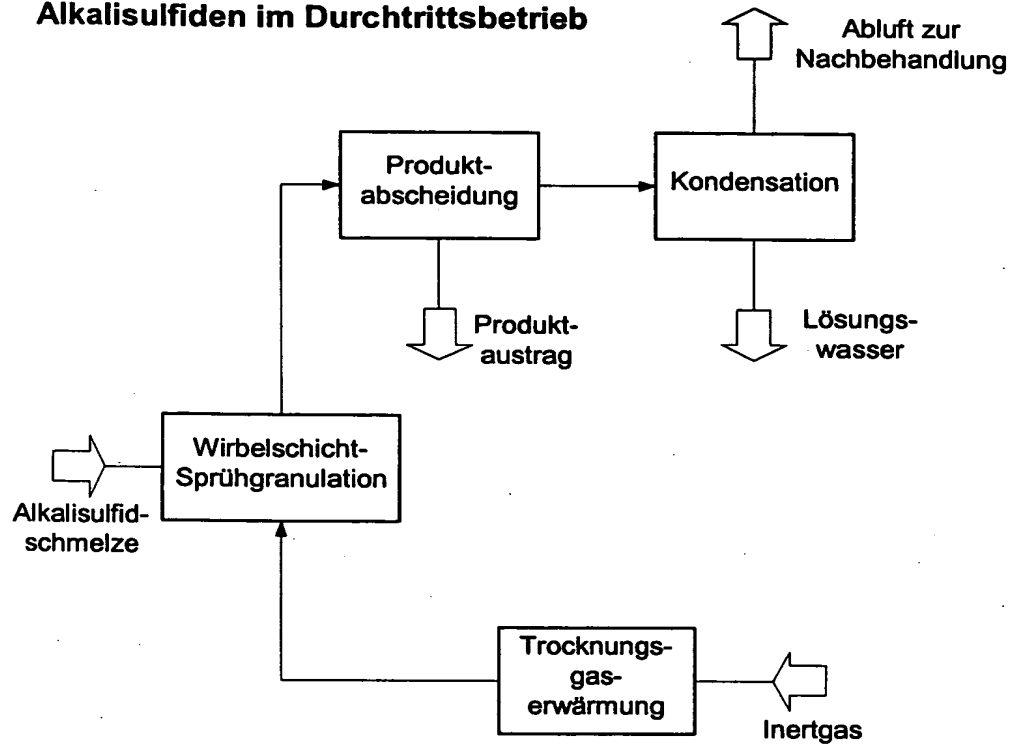 Alkalisulfiden im Durchtrittsbetrieb
Abluft zur
Nachbehandlung
Produkt-
abscheidung
Kondensation
Produkt-
austrag
Lösungs-
wasser
Wirbelschicht-
Sprühgranulation
Alkalisulfid-
schmelze
Trocknungs-
gas-
erwärmung
Inertgas